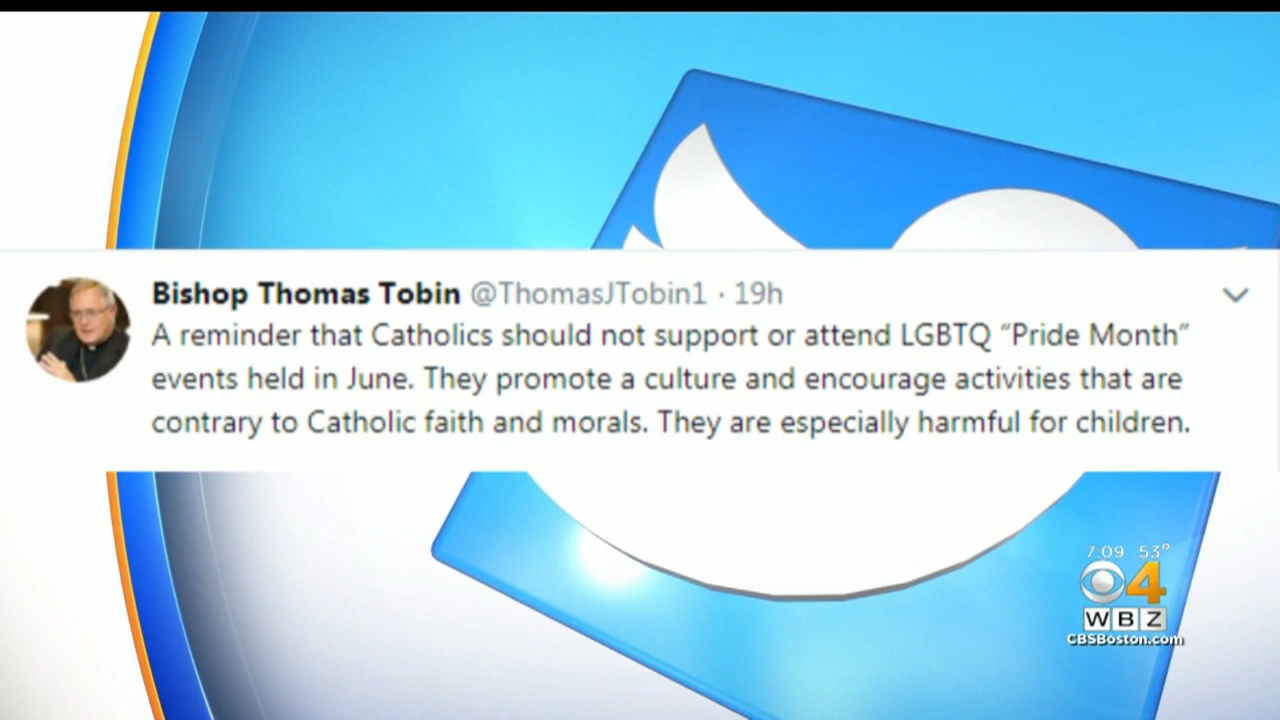 Bishop Thomas Tobin @ThomasJTobin1 · 19h
A reminder that Catholics should not support or attend LGBTQ “Pride Month”
events held in June. They promote a culture and encourage activities that are
contrary to Catholic faith and morals. They are especially harmful for children.
7:09 53°
4
WBZ
CBSBoston.com